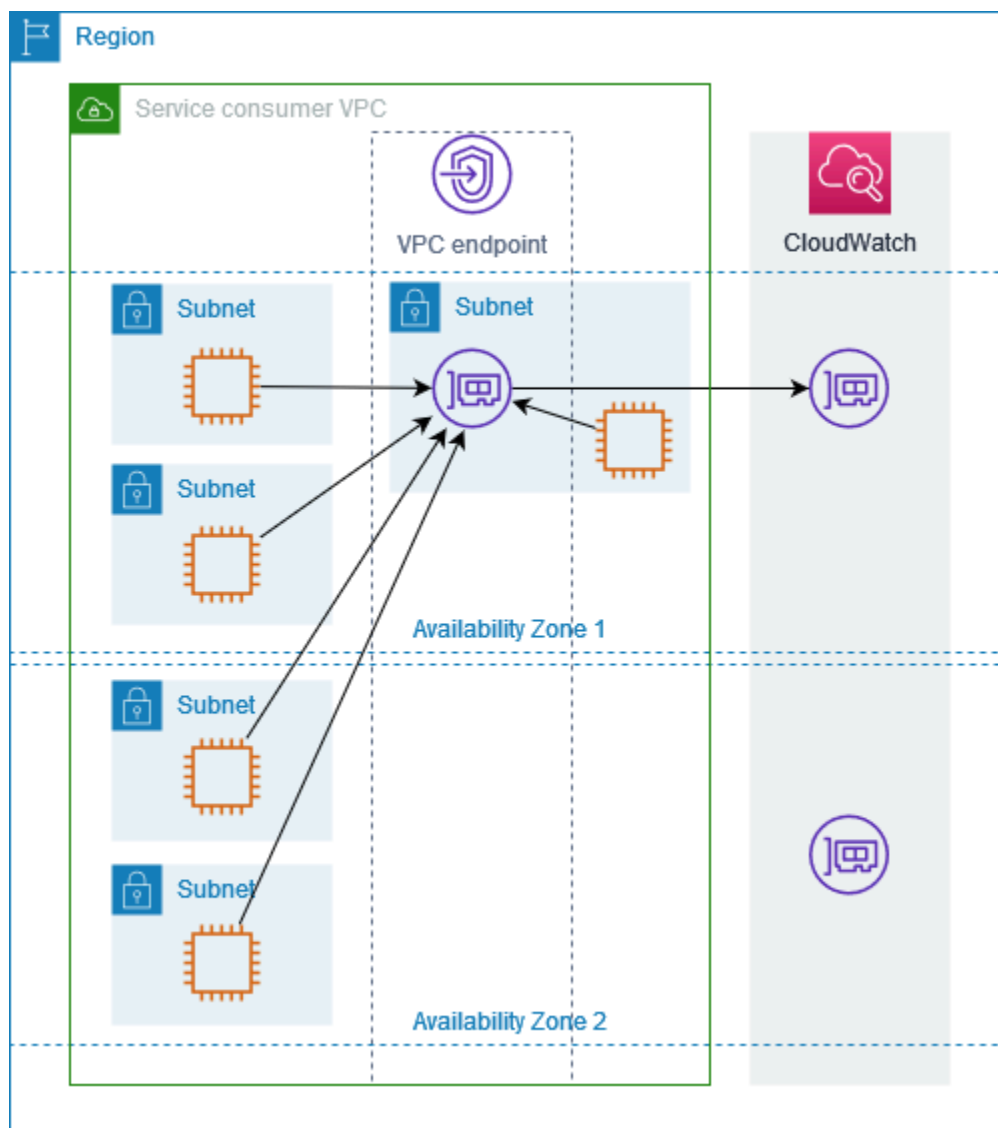 Region
Service consumer VPC
VPC endpoint
CloudWatch
Subnet
Subnet
Subnet
Availability Zone 1
Subnet
Subnet
Availability Zone 2